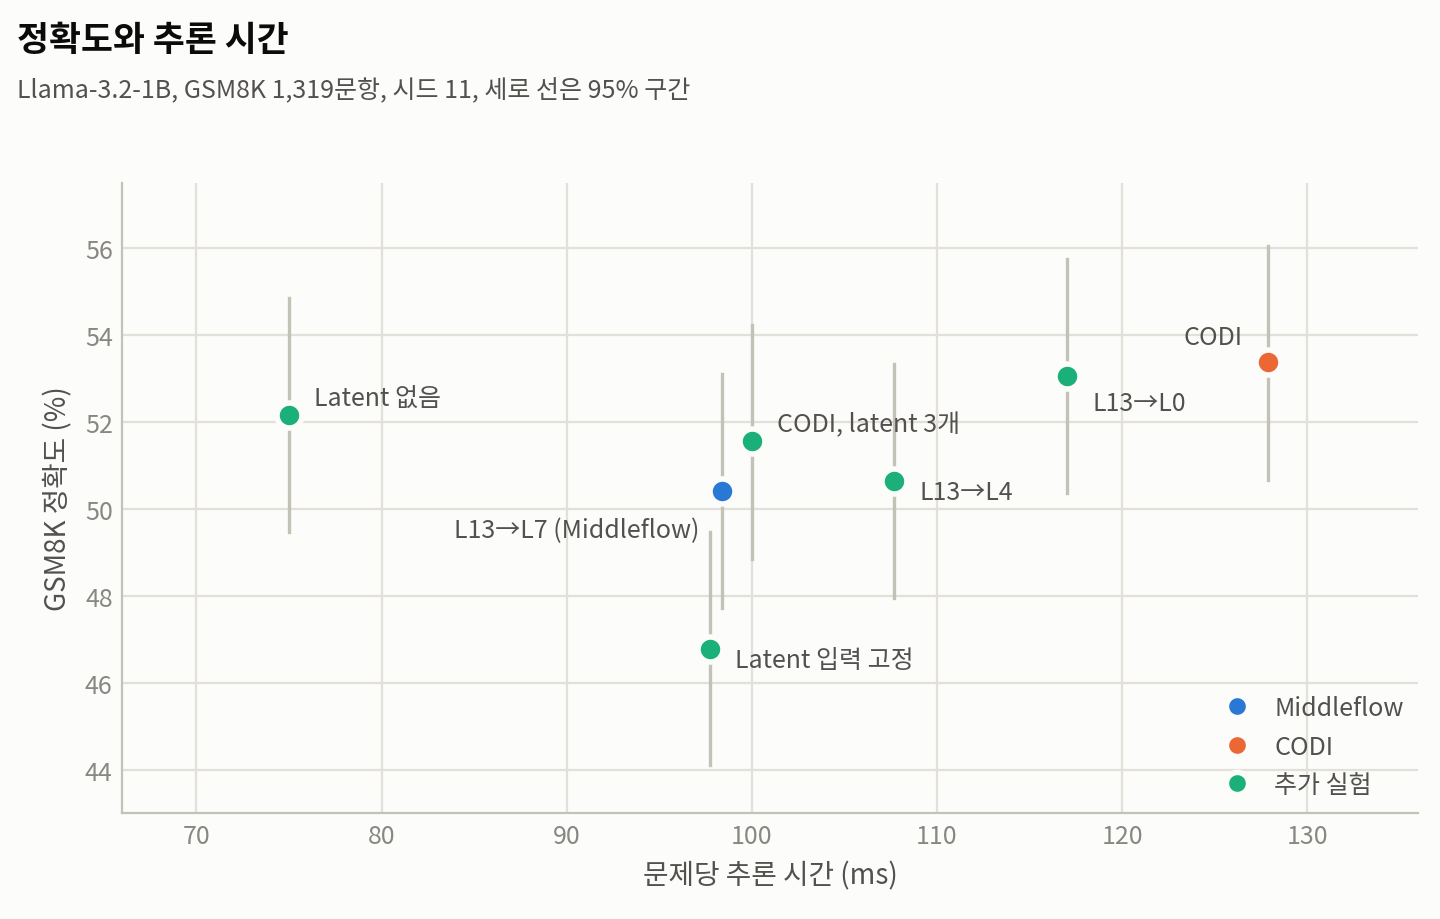 정확도와 추론 시간
Llama-3.2-1B, GSM8K 1,319문항, 시드 11, 세로 선은 95% 구간
GSM8K 정확도 (%)
56
54
52
50
48
46
44
CODI
Latent 없음
L13→L0
CODI, latent 3개
L13→L4
L13→L7 (Middleflow)
Latent 입력 고정
Middleflow
CODI
추가 실험
70
80
90
100
110
120
130
문제당 추론 시간 (ms)